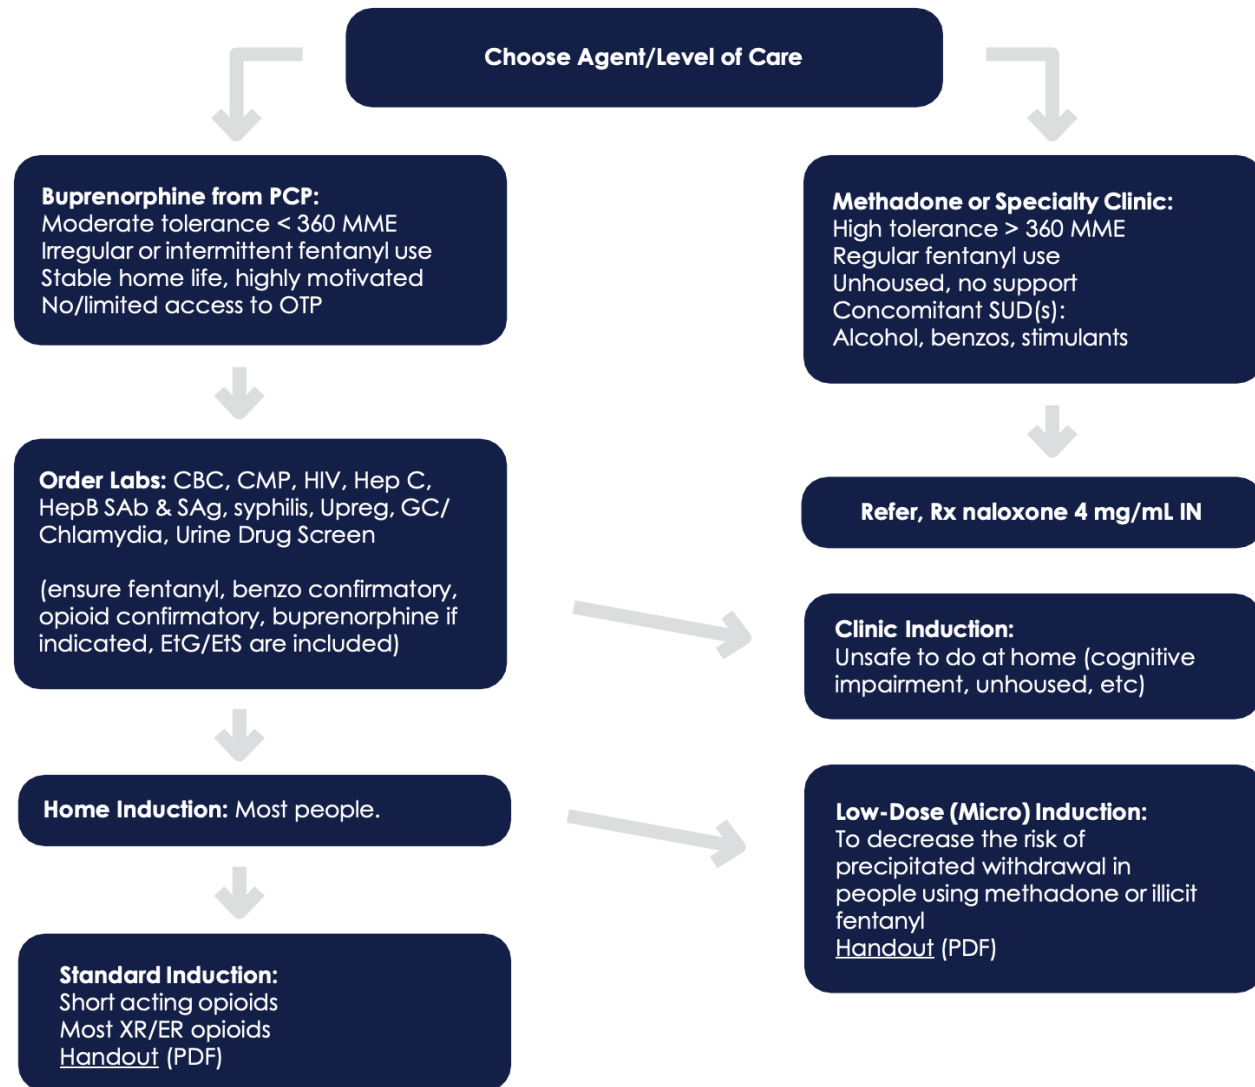 Choose Agent/Level of Care
Buprenorphine from PCP:
Moderate tolerance < 360 MME
Irregular or intermittent fentanyl use
Stable home life, highly motivated
No/limited access to OTP
Methadone or Specialty Clinic:
High tolerance > 360 MME
Regular fentanyl use
Unhoused, no support
Concomitant SUD(s):
Alcohol, benzos, stimulants
Order Labs: CBC, CMP, HIV, Hep C,
HepB SAb & SAg, syphilis, Upreg, GC/
Chlamydia, Urine Drug Screen
(ensure fentanyl, benzo confirmatory,
opioid confirmatory, buprenorphine if
indicated, EtG/EtS are included)
Refer, Rx naloxone 4 mg/mL IN
Clinic Induction:
Unsafe to do at home (cognitive
impairment, unhoused, etc)
Home Induction: Most people.
Low-Dose (Micro) Induction:
To decrease the risk of
precipitated withdrawal in
people using methadone or illicit
fentanyl
Handout (PDF)
Standard Induction:
Short acting opioids
Most XR/ER opioids
Handout (PDF)